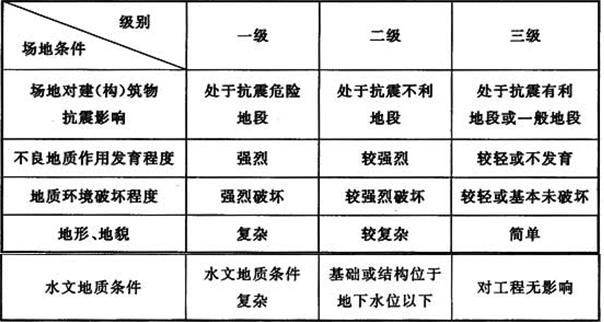 级别
场地条件
一级
二级
三级
场地对建(构)筑物
抗震影响
处于抗震危险
地段
处于抗震不利
地段
处于抗震有利
地段或一般地段
不良地质作用发育程度
强烈
较强烈
较轻或不发育
地质环境破坏程度
强烈破坏
较强烈破坏
较轻或基本未破坏
地形、地貌
复杂
较复杂
简单
水文地质条件
水文地质条件
复杂
基础或结构位于
地下水位以下
对工程无影响